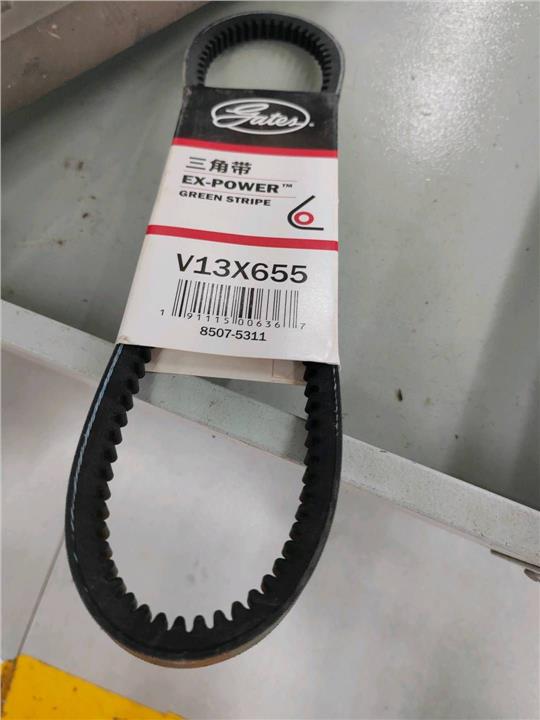 Gates®
三角带
EX-POWER™
GREEN STRIPE
V13X655
1 91115 00636 7
8507-5311